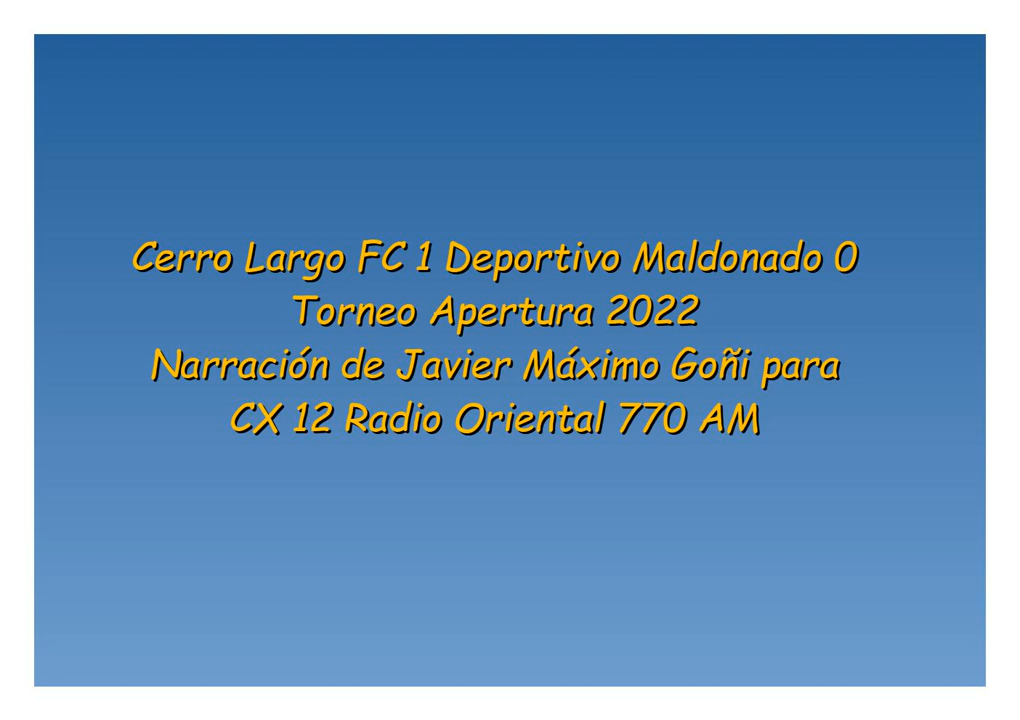 Cerro Largo FC 1 Deportivo Maldonado 0
Torneo Apertura 2022
Narración de Javier Máximo Goñi para
CX 12 Radio Oriental 770 AM